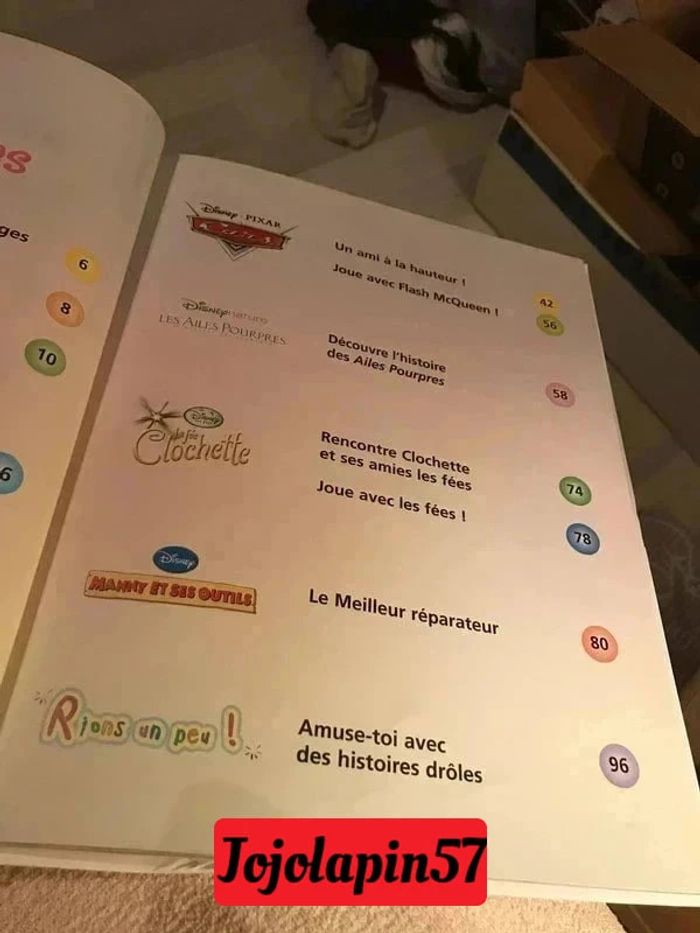 es
ges
6
8
10
6
Disney · PIXAR
Cars
Un ami à la hauteur !
42
Joue avec Flash McQueen !
56
Disneynature
LES AILES POURPRES
Découvre l'histoire
des Ailes Pourpres
58
Disney
la fée
Clochette
Rencontre Clochette
et ses amies les fées
74
Joue avec les fées !
78
Disney
MANNY ET SES OUTILS
Le Meilleur réparateur
80
Rions un peu !
Amuse-toi avec
des histoires drôles
96
Jojolapin57